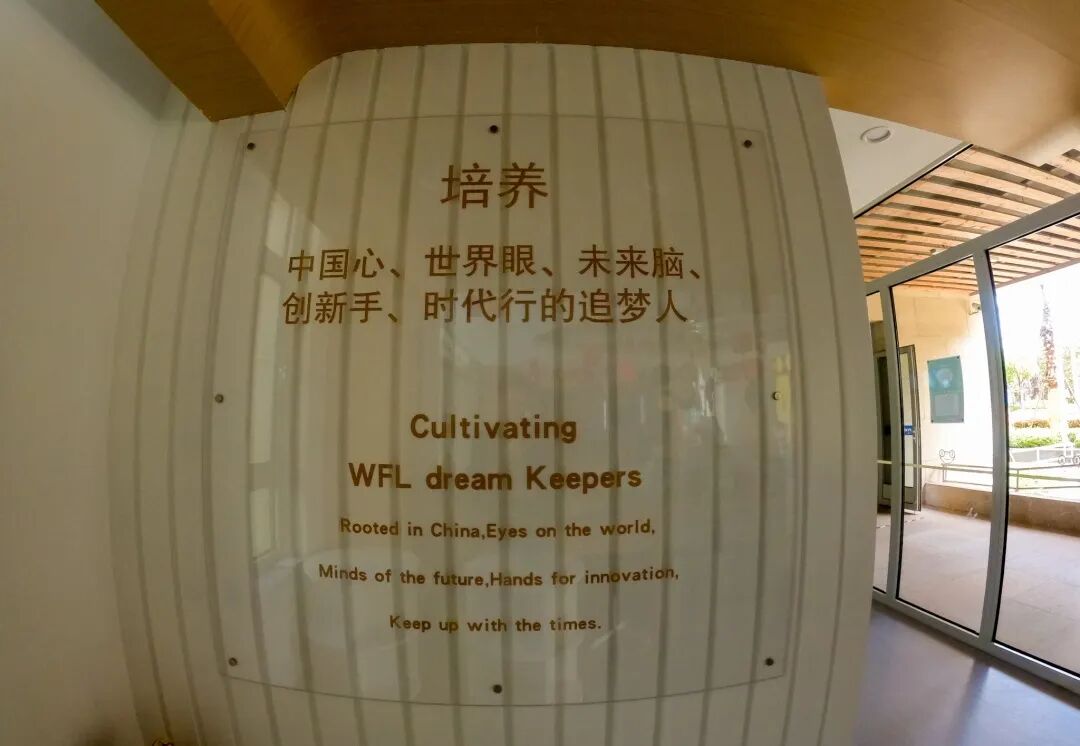 培养
中国心、世界眼、未来脑、
创新手、时代行的追梦人
Cultivating
WFL dream Keepers
Rooted in China,Eyes on the world,
Minds of the future,Hands for innovation,
Keep up with the times.